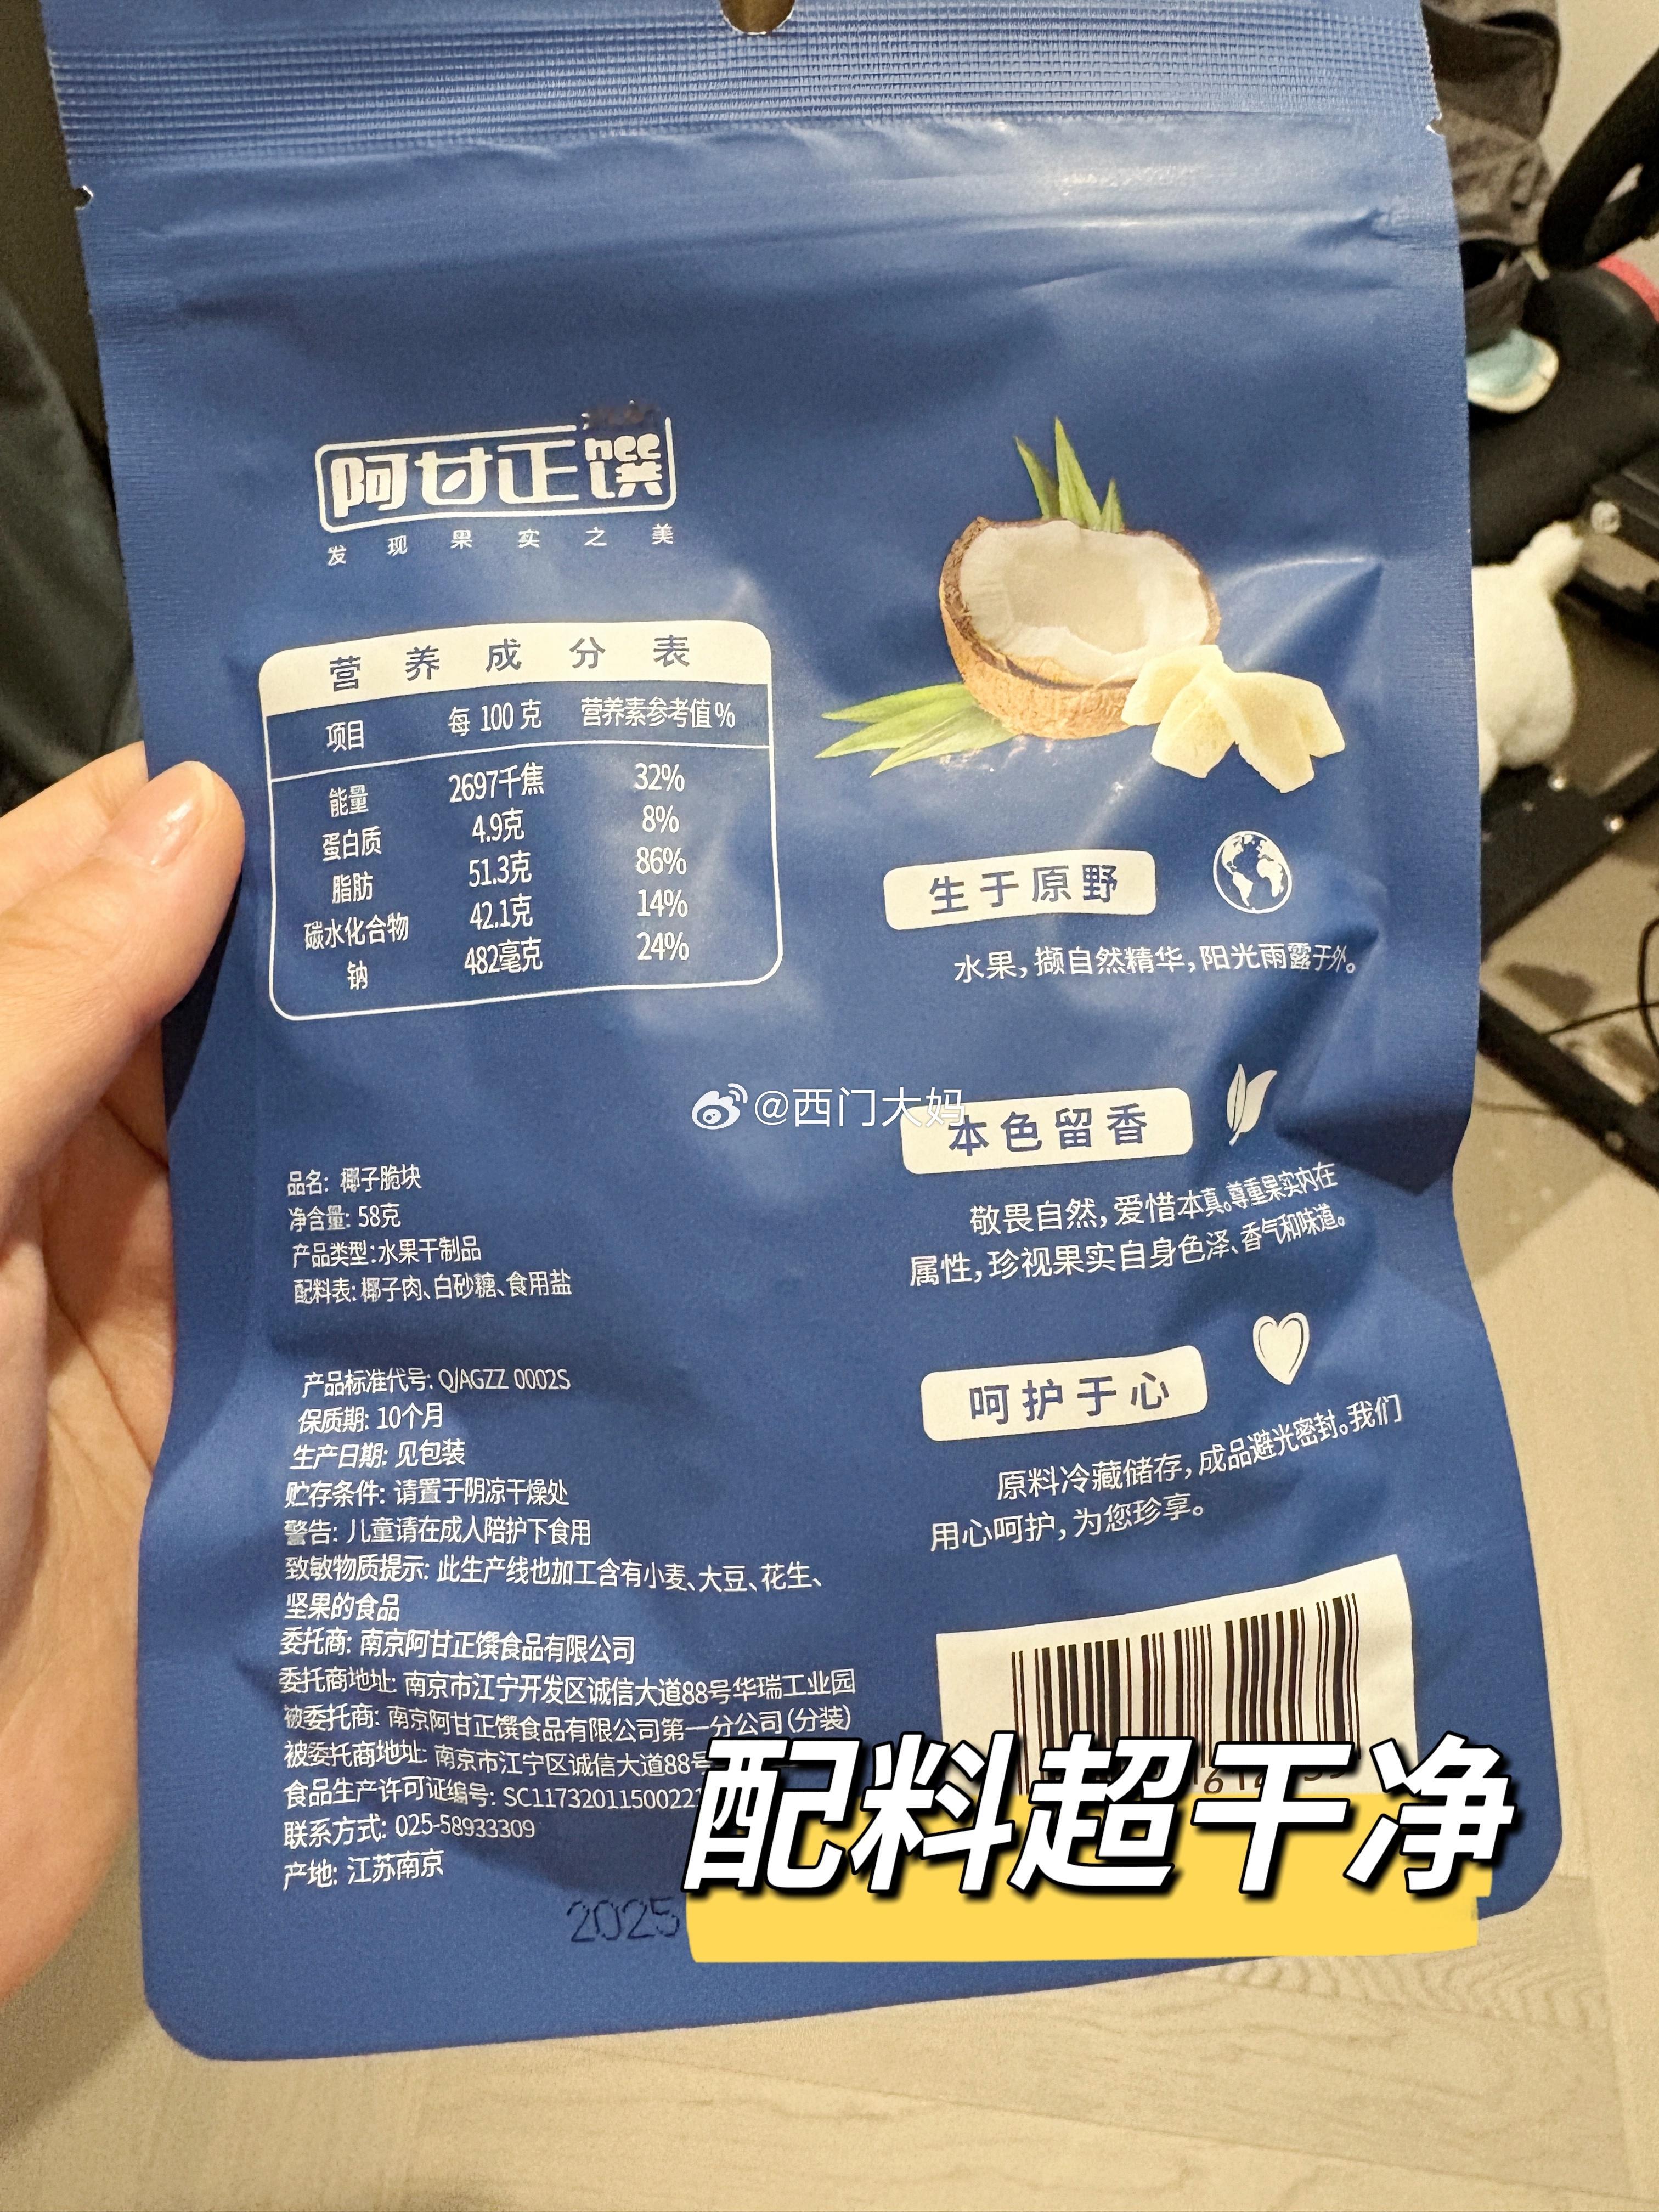 阿甘正馔
nee
发现果实之美
营养成分表
项目 每 100 克 营养素参考值%
能量 2697千焦 32%
蛋白质 4.9克 8%
脂肪 51.3克 86%
碳水化合物 42.1克 14%
钠 482毫克 24%
生于原野
水果，撷自然精华，阳光雨露于外。
@西门大妈
本色留香
敬畏自然，爱惜本真。尊重果实内在
属性，珍视果实自身色泽、香气和味道。
呵护于心
原料冷藏储存，成品避光密封。我们
用心呵护，为您珍享。
品名: 椰子脆块
净含量: 58克
产品类型:水果干制品
配料表: 椰子肉、白砂糖、食用盐
产品标准代号: Q/AGZZ 0002S
保质期: 10个月
生产日期: 见包装
贮存条件: 请置于阴凉干燥处
警告: 儿童请在成人陪护下食用
致敏物质提示: 此生产线也加工含有小麦、大豆、花生、
坚果的食品
委托商: 南京阿甘正馔食品有限公司
委托商地址: 南京市江宁开发区诚信大道88号华瑞工业园
被委托商: 南京阿甘正馔食品有限公司第一分公司(分装)
被委托商地址: 南京市江宁区诚信大道88号
食品生产许可证编号: SC1173201150022
联系方式: 025-58933309
产地: 江苏南京
配料超干净
2025